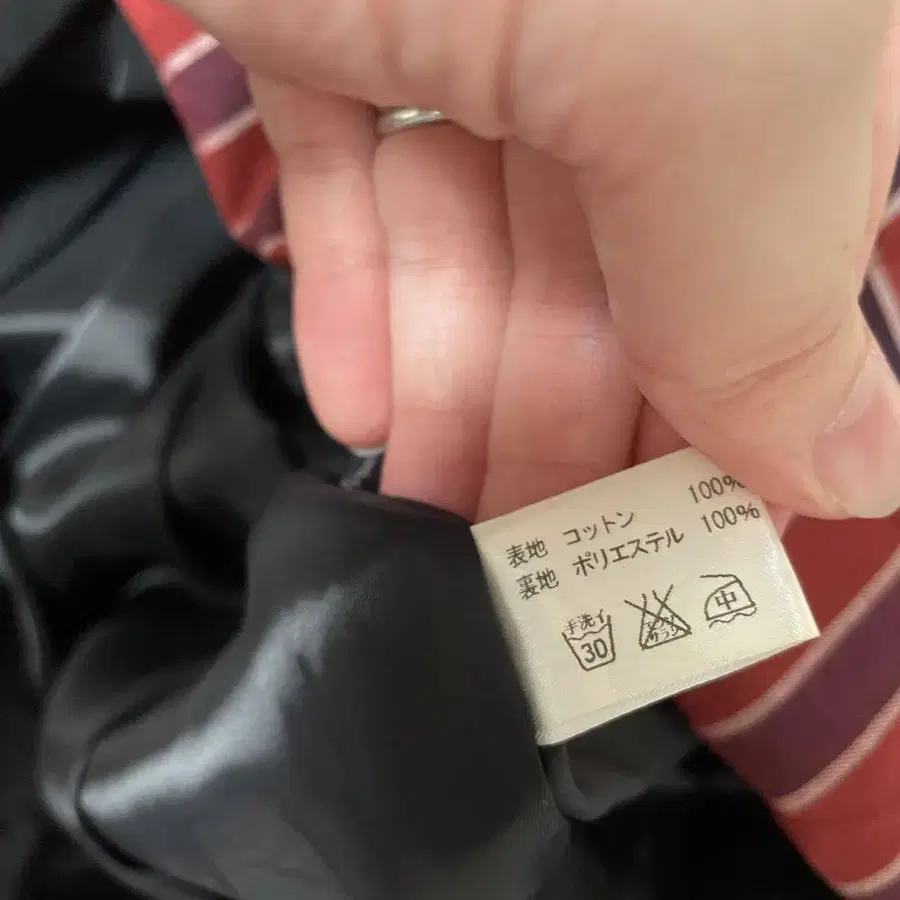 表地 コットン 100%
裏地 ポリエステル 100%
手洗イ
30
中